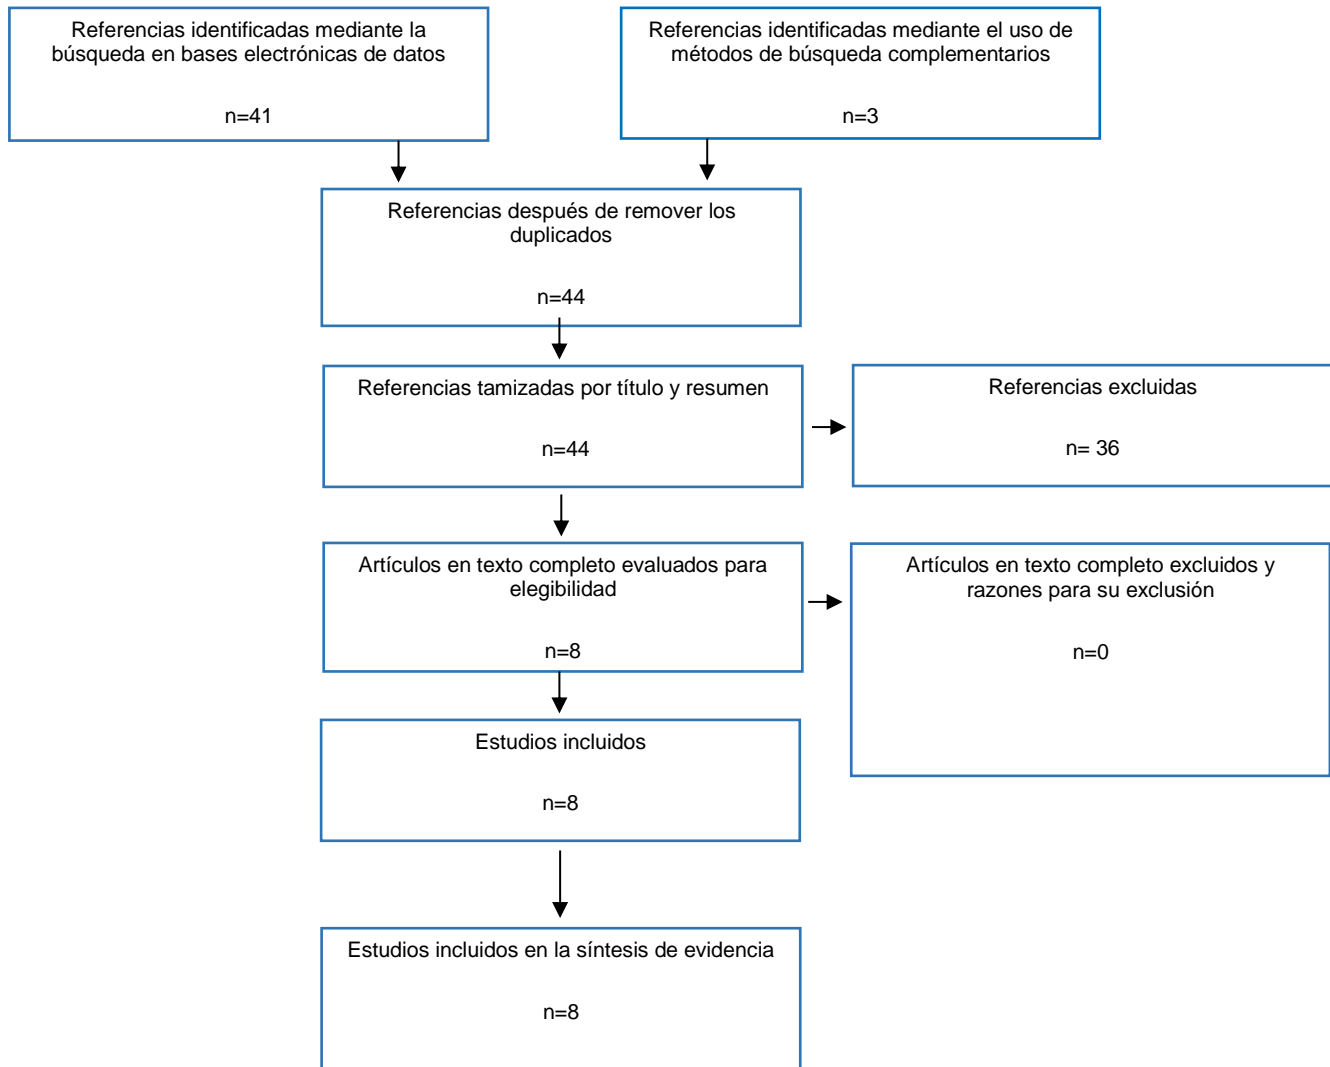 Referencias identificadas mediante la
búsqueda en bases electrónicas de datos
n=41
Referencias identificadas mediante el uso de
métodos de búsqueda complementarios
n=3
Referencias después de remover los
duplicados
n=44
Referencias tamizadas por título y resumen
n=44
Referencias excluidas
n= 36
Artículos en texto completo evaluados para
elegibilidad
n=8
Artículos en texto completo excluidos y
razones para su exclusión
n=0
Estudios incluidos
n=8
Estudios incluidos en la síntesis de evidencia
n=8